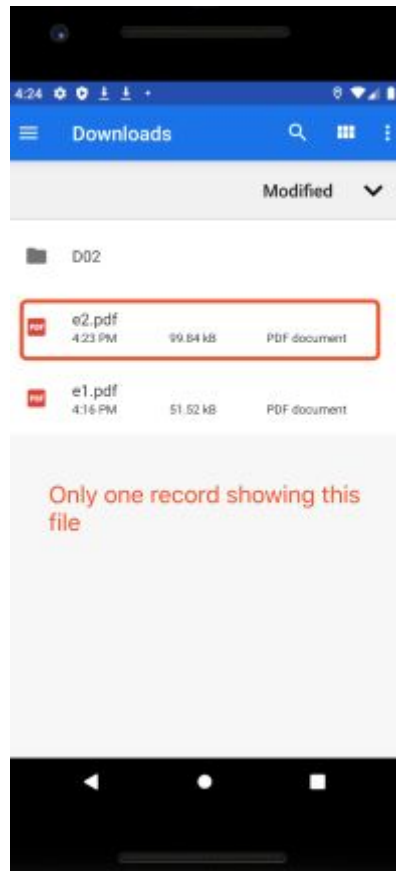 4:24
Downloads
Modified
D02
e2.pdf
4:23 PM 99.84 kB PDF document
e1.pdf
4:16 PM 51.52 kB PDF document
Only one record showing this
file